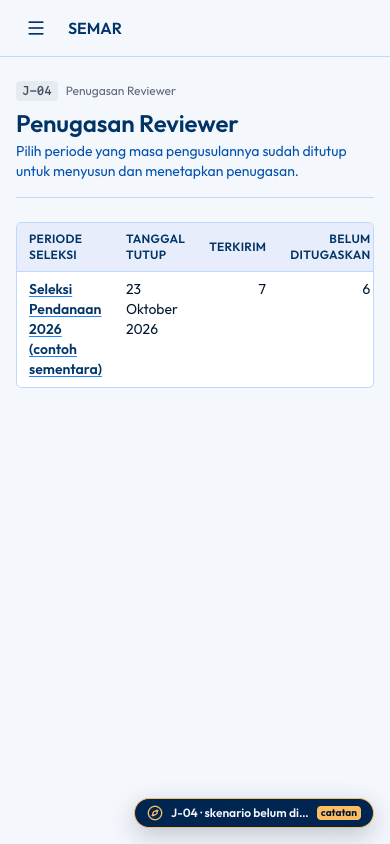 SEMAR
J-04 Penugasan Reviewer
Penugasan Reviewer
Pilih periode yang masa pengusulannya sudah ditutup
untuk menyusun dan menetapkan penugasan.
PERIODE SELEKSI TANGGAL TUTUP TERKIRIM BELUM DITUGASKAN
Seleksi 23 7 6
Pendanaan Oktober
2026 2026
(contoh
sementara)
J-04 · skenario belum di... catatan